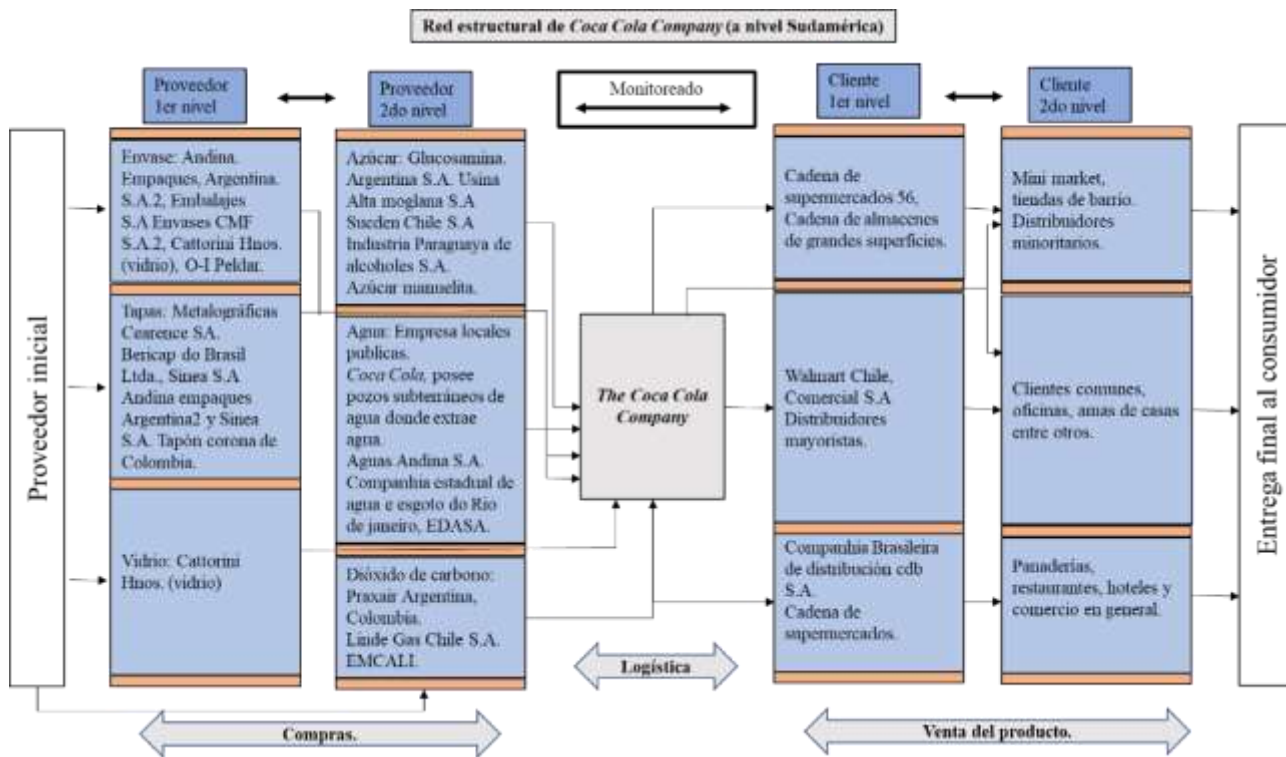 Red estructural de Coca Cola Company (a nivel Sudamérica)
Proveedor
1er nivel
Proveedor
2do nivel
Monitoreado
Cliente
1er nivel
Cliente
2do nivel
Proveedor inicial
Envase: Andina.
Empaques, Argentina.
S.A.2, Embalajes
S.A Envases CMF
S.A.2, Cattorini Hnos.
(vidrio), O-I Peldar.
Tapas: Metalográficas
SA.
Bericap do Brasil
Ltda., Sinea S.A
Andina empaques
Argentina2 y Sinea
S.A. Tapón corona de
Colombia.
Vidrio: Cattorini
Hnos. (vidrio)
Azúcar: Glucosamina.
Argentina S.A. Usina
Alta mogiana S.A
Sucden Chile S.A
Industria Paraguaya de
alcoholes S.A.
Azúcar manuelita.
Agua: Empresa locales
publicas.
Coca Cola, posee
pozos subterráneos de
agua donde extrae
agua.
Aguas Andina S.A.
Companhia estadual de
agua e esgoto do Rio
de janeiro, EDASA.
Dióxido de carbono:
Praxair Argentina,
Colombia.
Linde Gas Chile S.A.
EMCALI.
The Coca Cola
Company
Cadena de
supermercados 56,
Cadena de almacenes
de grandes superficies.
Walmart Chile,
Comercial S.A
Distribuidores
mayoristas.
Companhia Brasileira
de distribución cdb
S.A.
Cadena de
supermercados.
Mini market,
tiendas de barrio.
Distribuidores
minoritarios.
Clientes comunes,
oficinas, amas de casas
entre otros.
Panaderías,
restaurantes, hoteles y
comercio en general.
Entrega final al consumidor
Compras.
Logística
Venta del producto.